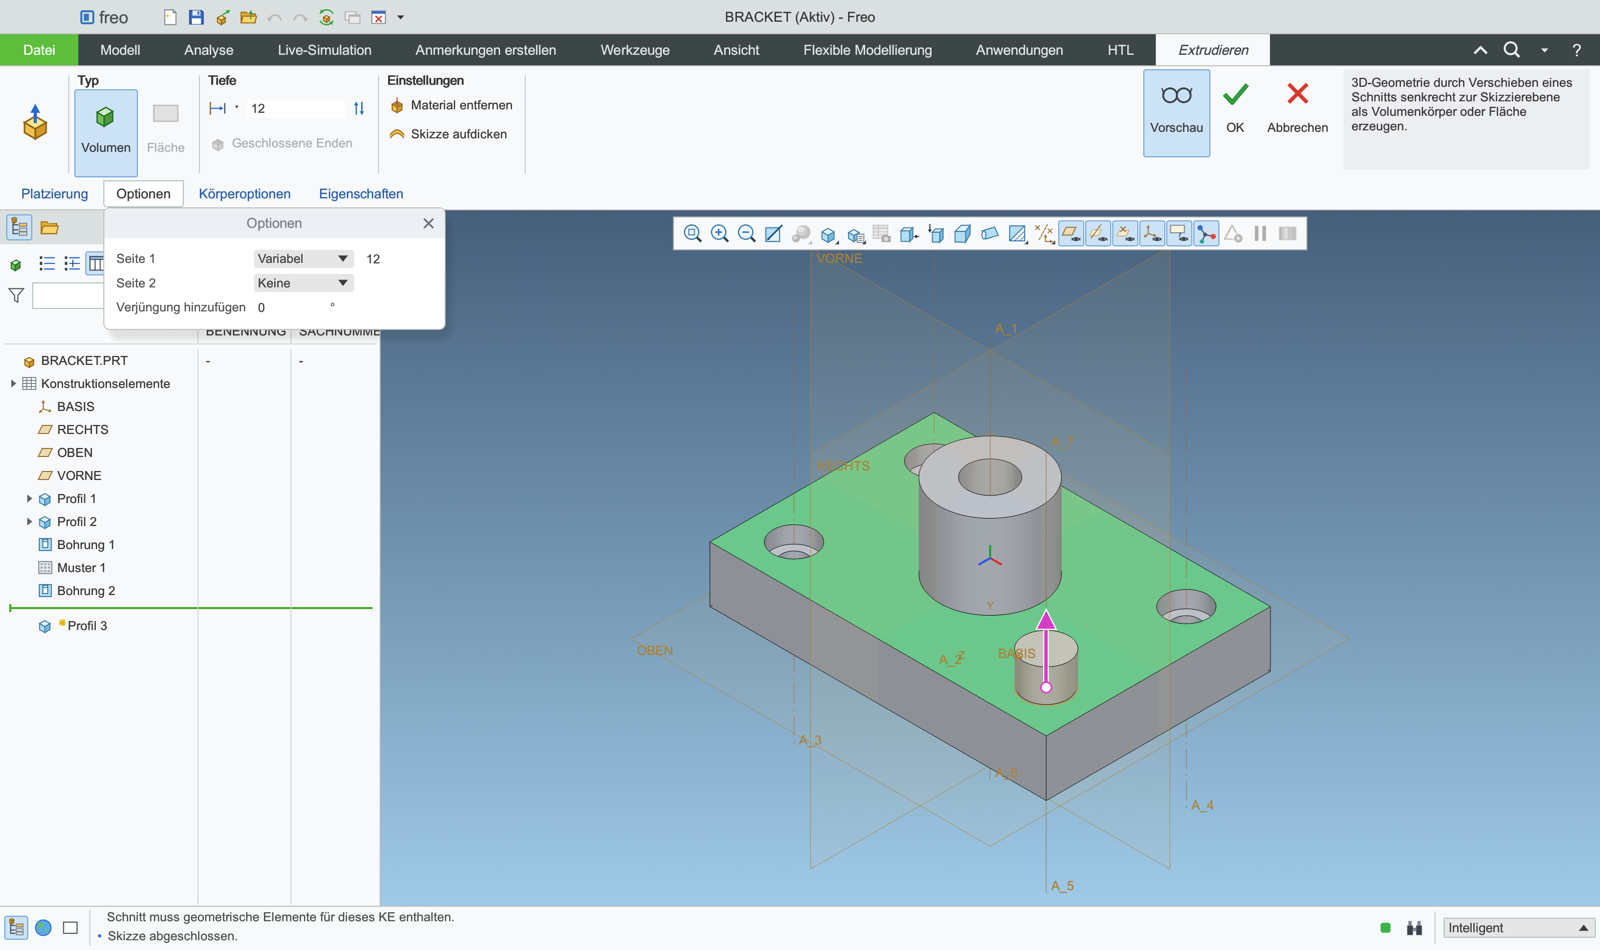 freo
BRACKET (Aktiv) - Freo
Datei
Modell
Analyse
Live-Simulation
Anmerkungen erstellen
Werkzeuge
Ansicht
Flexible Modellierung
Anwendungen
HTL
Extrudieren
?
Typ
Volumen
Fläche
Tiefe
12
Geschlossene Enden
Einstellungen
Material entfernen
Skizze aufdicken
Vorschau
OK
Abbrechen
3D-Geometrie durch Verschieben eines
Schnitts senkrecht zur Skizzierebene
als Volumenkörper oder Fläche
erzeugen.
Platzierung
Optionen
Körperoptionen
Eigenschaften
Optionen
Seite 1
Variabel
12
Seite 2
Keine
Verjüngung hinzufügen
0
°
BENENNUNG
SACHNUMME
BRACKET.PRT
-
-
Konstruktionselemente
BASIS
RECHTS
OBEN
VORNE
Profil 1
Profil 2
Bohrung 1
Muster 1
Bohrung 2
Profil 3
VORNE
A_1
RECHTS
Y
OBEN
A_2
Z
BASIS
A_3
A_6
A_4
A_5
Schnitt muss geometrische Elemente für dieses KE enthalten.
• Skizze abgeschlossen.
Intelligent